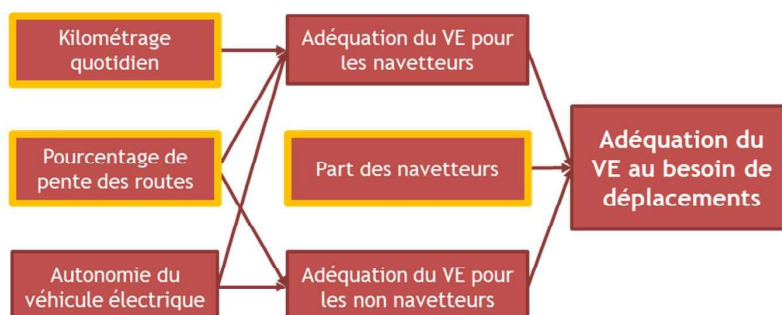 Kilométrage
quotidien
Adéquation du VE pour
les navetteurs
Pourcentage de
pente des routes
Part des navetteurs
Adéquation du
VE au besoin de
déplacements
Autonomie du
véhicule électrique
Adéquation du VE pour
les non navetteurs